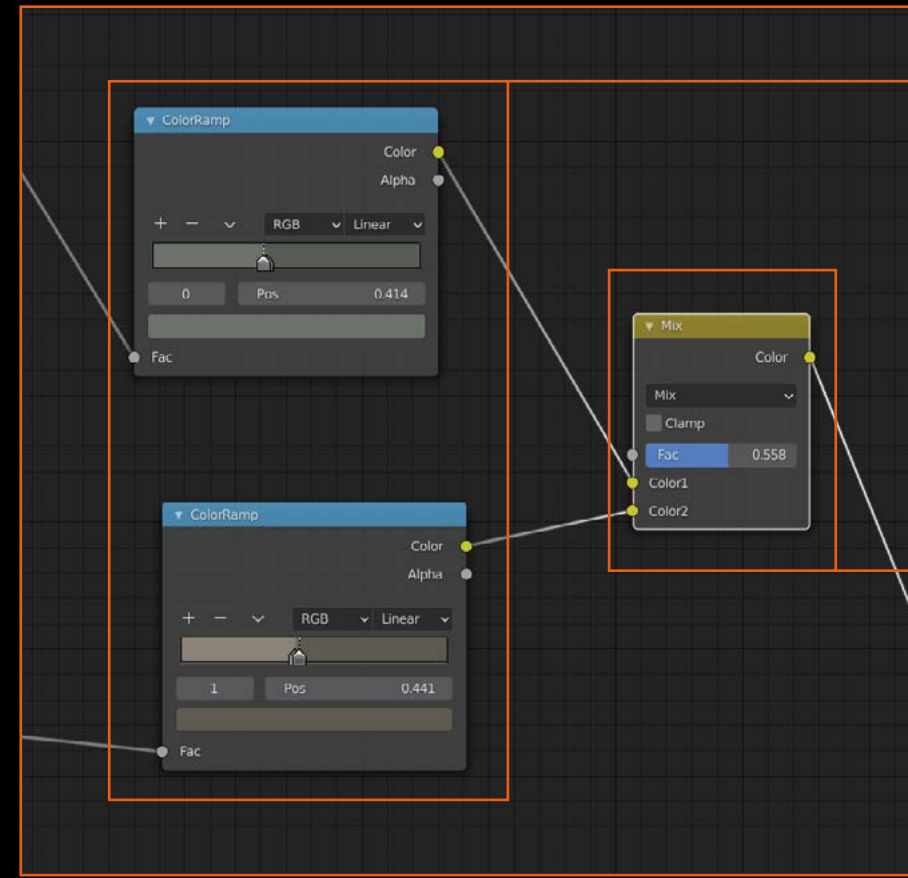 ColorRamp
Color
Alpha
RGB Linear
0 Pos 0.414
Fac
Mix
Color
Mix
Clamp
Fac 0.558
Color1
Color2
ColorRamp
Color
Alpha
RGB Linear
1 Pos 0.441
Fac